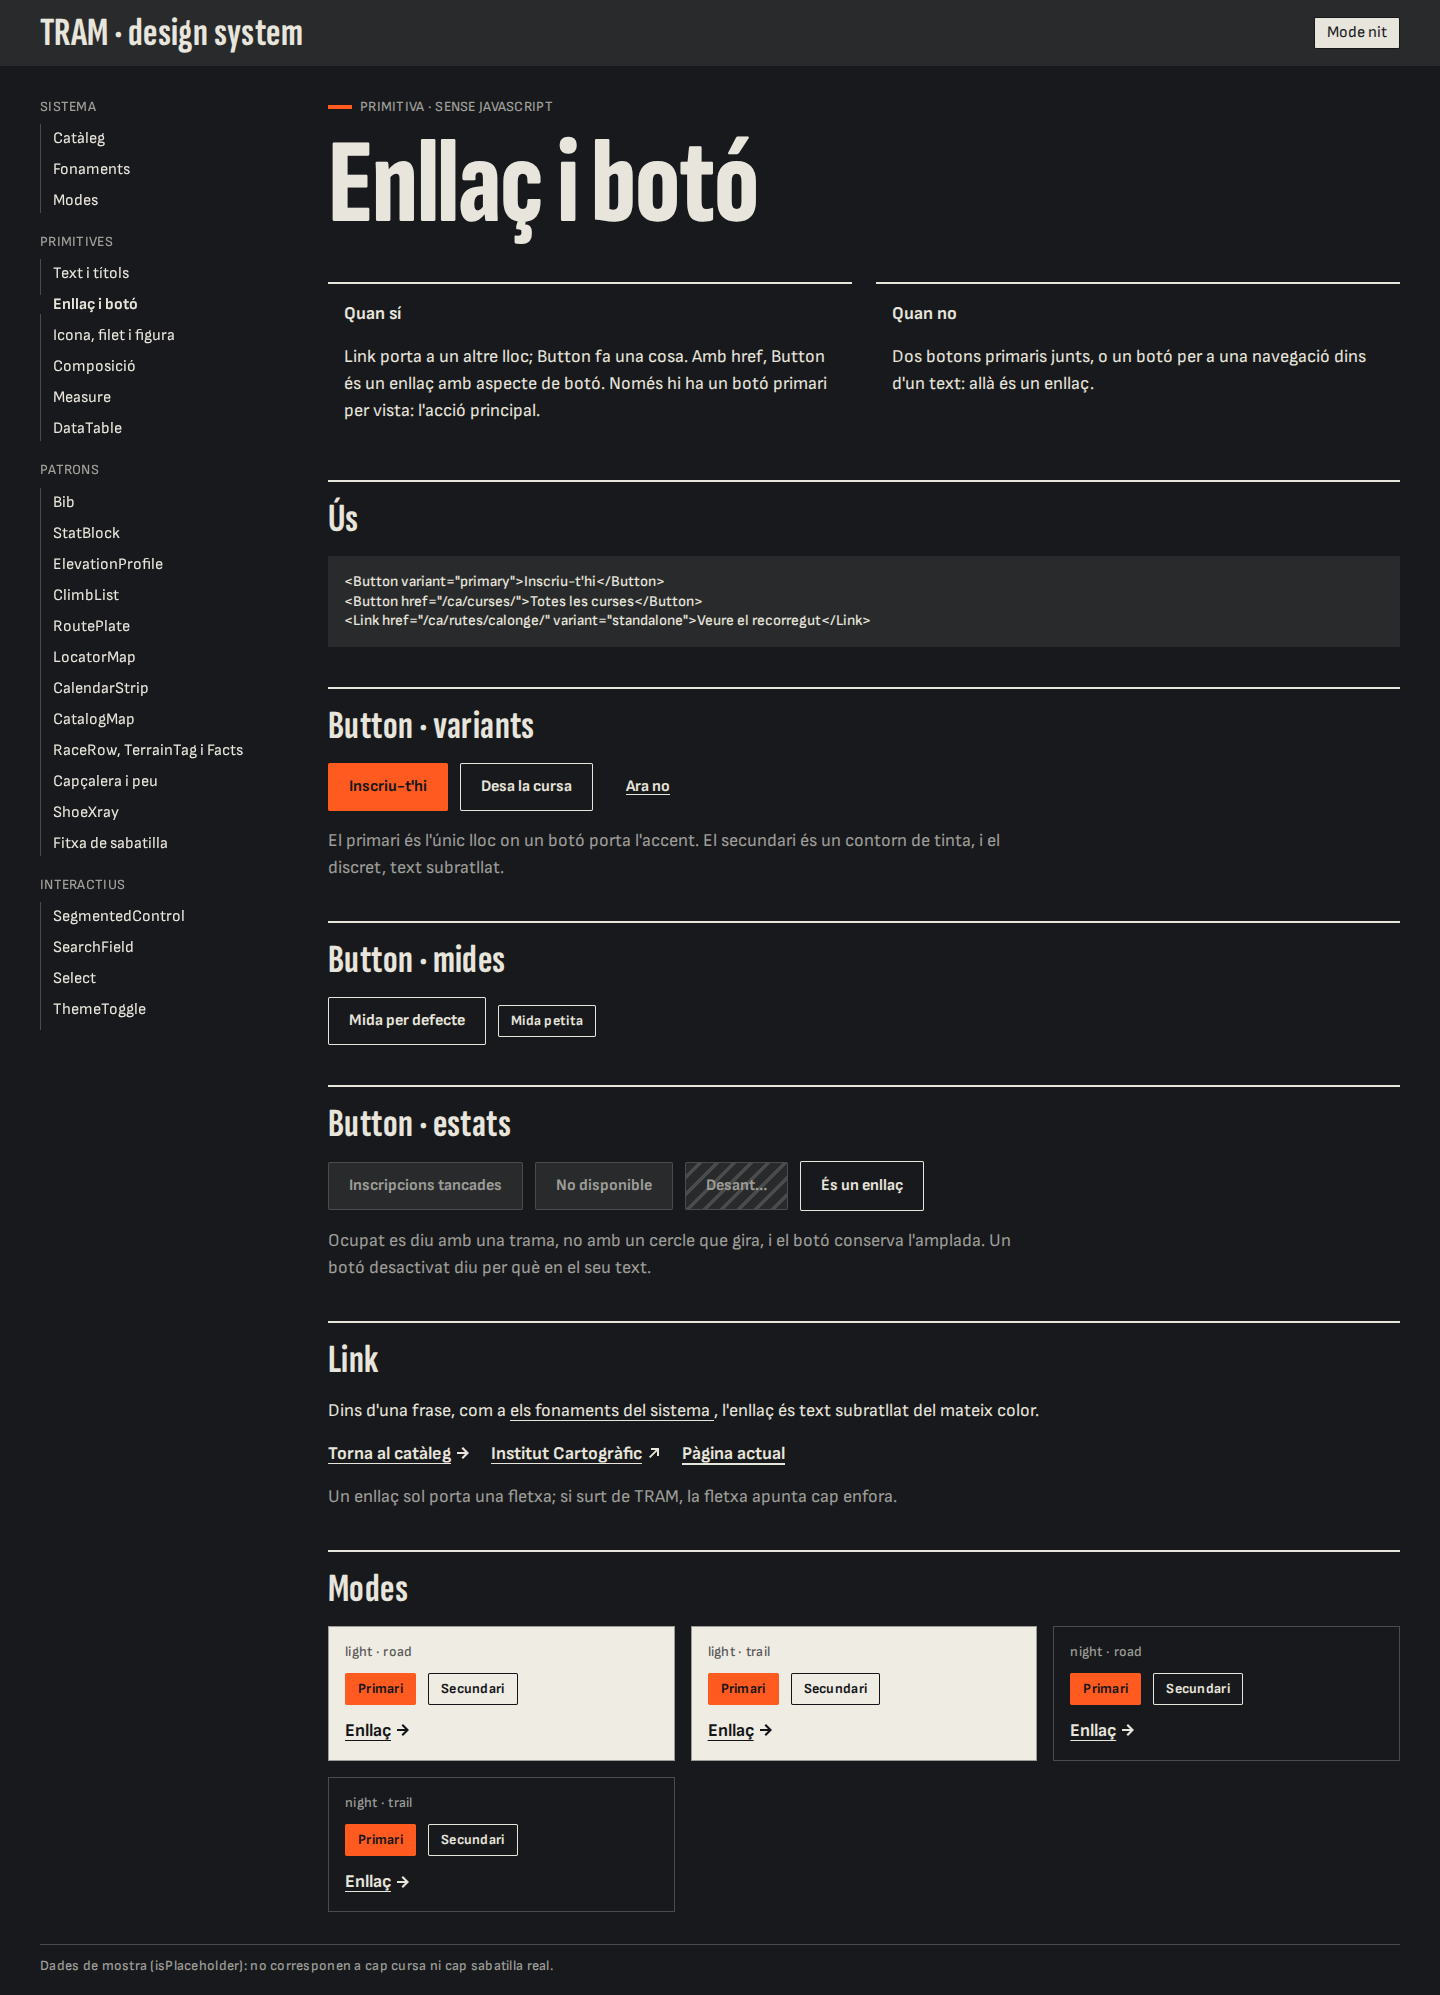 TRAM · design system
Mode nit
SISTEMA
Catàleg
Fonaments
Modes
PRIMITIVES
Text i títols
Enllaç i botó
Icona, filet i figura
Composició
Measure
DataTable
PATRONS
Bib
StatBlock
ElevationProfile
ClimbList
RoutePlate
LocatorMap
CalendarStrip
CatalogMap
RaceRow, TerrainTag i Facts
Capçalera i peu
ShoeXray
Fitxa de sabatilla
INTERACTIUS
SegmentedControl
SearchField
Select
ThemeToggle
PRIMITIVA · SENSE JAVASCRIPT
Enllaç i botó
Quan sí
Link porta a un altre lloc; Button fa una cosa. Amb href, Button
és un enllaç amb aspecte de botó. Només hi ha un botó primari
per vista: l'acció principal.
Quan no
Dos botons primaris junts, o un botó per a una navegació dins
d'un text: allà és un enllaç.
Ús
<Button variant="primary">Inscriu-t'hi</Button>
<Button href="/ca/curses/">Totes les curses</Button>
<Link href="/ca/rutes/calonge/" variant="standalone">Veure el recorregut</Link>
Button · variants
Inscriu-t'hi
Desa la cursa
Ara no
El primari és l'únic lloc on un botó porta l'accent. El secundari és un contorn de tinta, i el
discret, text subratllat.
Button · mides
Mida per defecte
Mida petita
Button · estats
Inscripcions tancades
No disponible
Desant…
És un enllaç
Ocupat es diu amb una trama, no amb un cercle que gira, i el botó conserva l'amplada. Un
botó desactivat diu per què en el seu text.
Link
Dins d'una frase, com a els fonaments del sistema , l'enllaç és text subratllat del mateix color.
Torna al catàleg →
Institut Cartogràfic ↗
Pàgina actual
Un enllaç sol porta una fletxa; si surt de TRAM, la fletxa apunta cap enfora.
Modes
light · road
Primari
Secundari
Enllaç →
light · trail
Primari
Secundari
Enllaç →
night · road
Primari
Secundari
Enllaç →
night · trail
Primari
Secundari
Enllaç →
Dades de mostra (isPlaceholder): no corresponen a cap cursa ni cap sabatilla real.